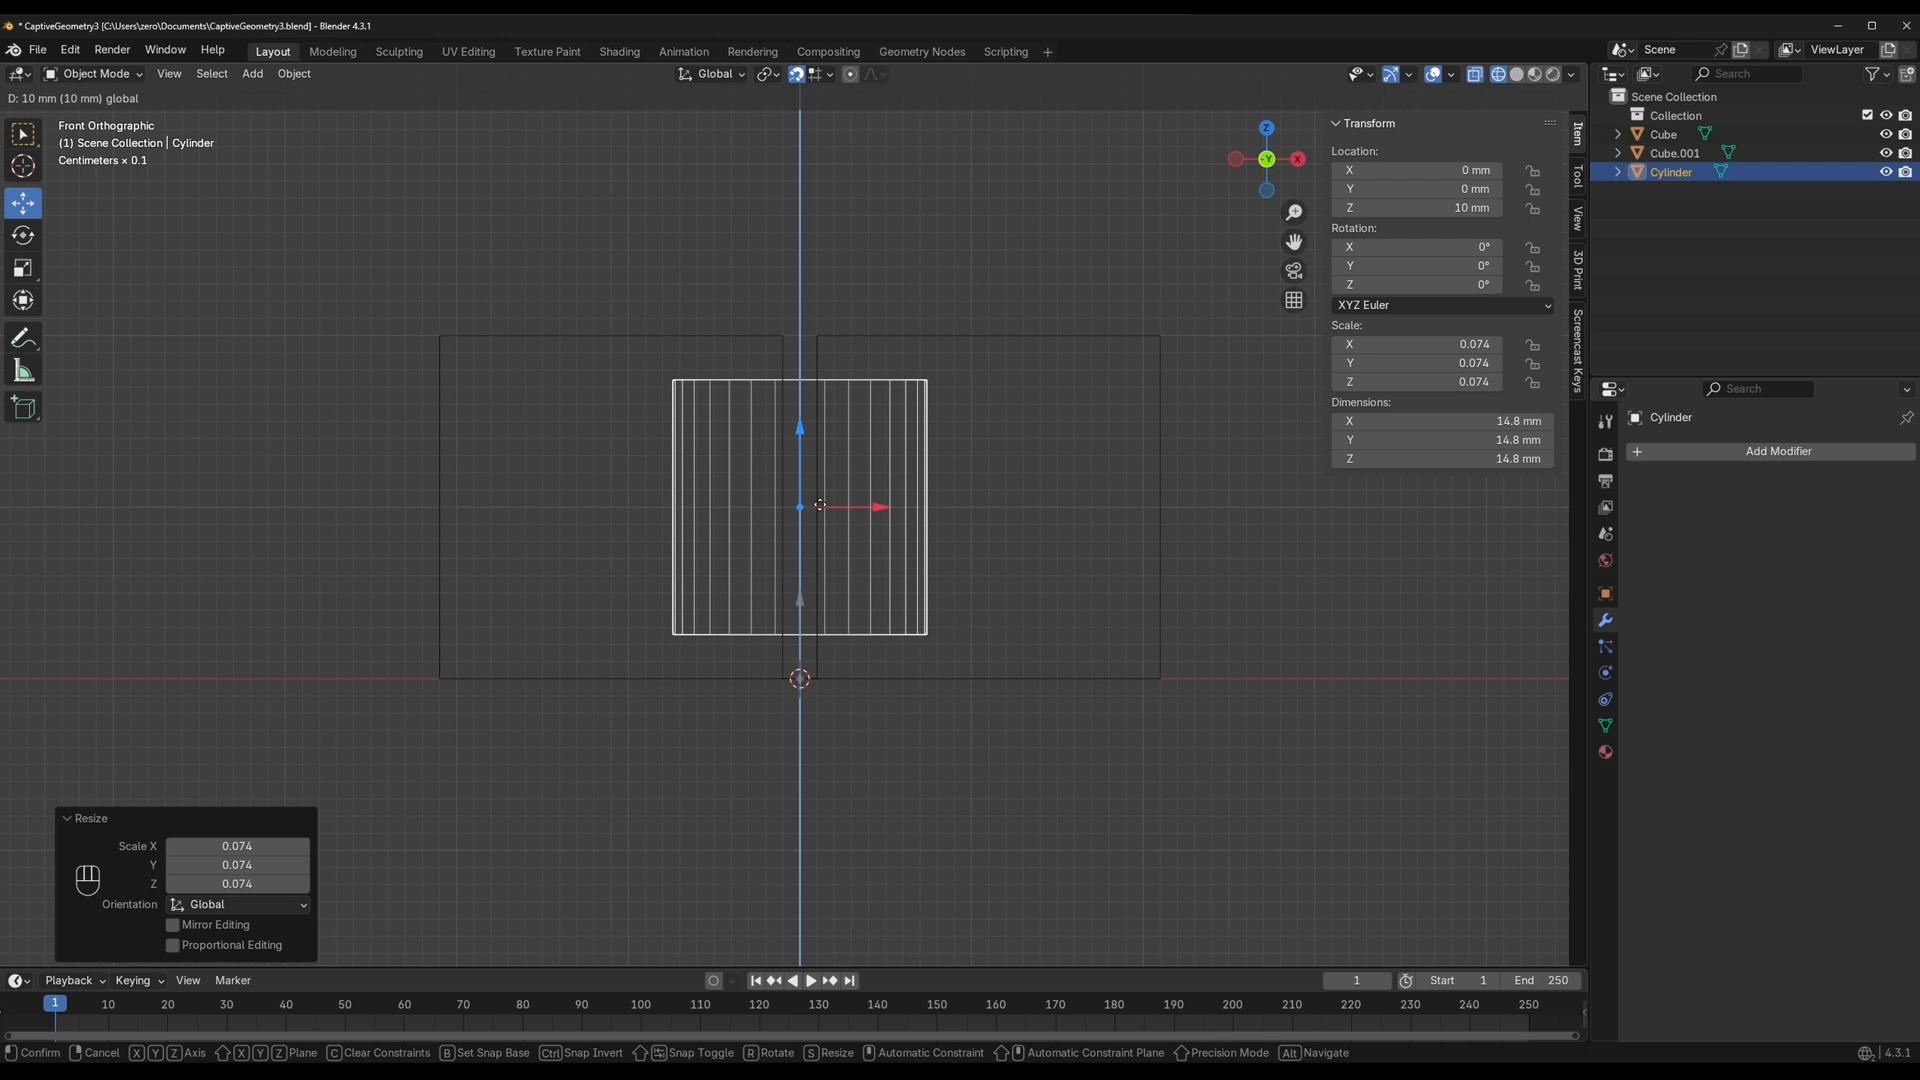 * CaptiveGeometry3 [C:\Users\zero\Documents\CaptiveGeometry3.blend] - Blender 4.3.1
File Edit Render Window Help Layout Modeling Sculpting UV Editing Texture Paint Shading Animation Rendering Compositing Geometry Nodes Scripting + Scene ViewLayer
Object Mode View Select Add Object Global Search
D: 10 mm (10 mm) global
Scene Collection
Collection
Cube
Cube.001
Cylinder
Front Orthographic
(1) Scene Collection | Cylinder
Centimeters × 0.1
Z
-Y
X
Transform
Location:
X 0 mm
Y 0 mm
Z 10 mm
Rotation:
X 0°
Y 0°
Z 0°
XYZ Euler
Scale:
X 0.074
Y 0.074
Z 0.074
Dimensions:
X 14.8 mm
Y 14.8 mm
Z 14.8 mm
Item
Tool
View
3D Print
Screencast Keys
Search
Cylinder
+ Add Modifier
Resize
Scale X 0.074
Y 0.074
Z 0.074
Orientation Global
Mirror Editing
Proportional Editing
Playback Keying View Marker 1 Start 1 End 250
1 10 20 30 40 50 60 70 80 90 100 110 120 130 140 150 160 170 180 190 200 210 220 230 240 250
Confirm Cancel X Y Z Axis X Y Z Plane C Clear Constraints B Set Snap Base Ctrl Snap Invert Snap Toggle R Rotate S Resize Automatic Constraint Automatic Constraint Plane Precision Mode Alt Navigate 4.3.1